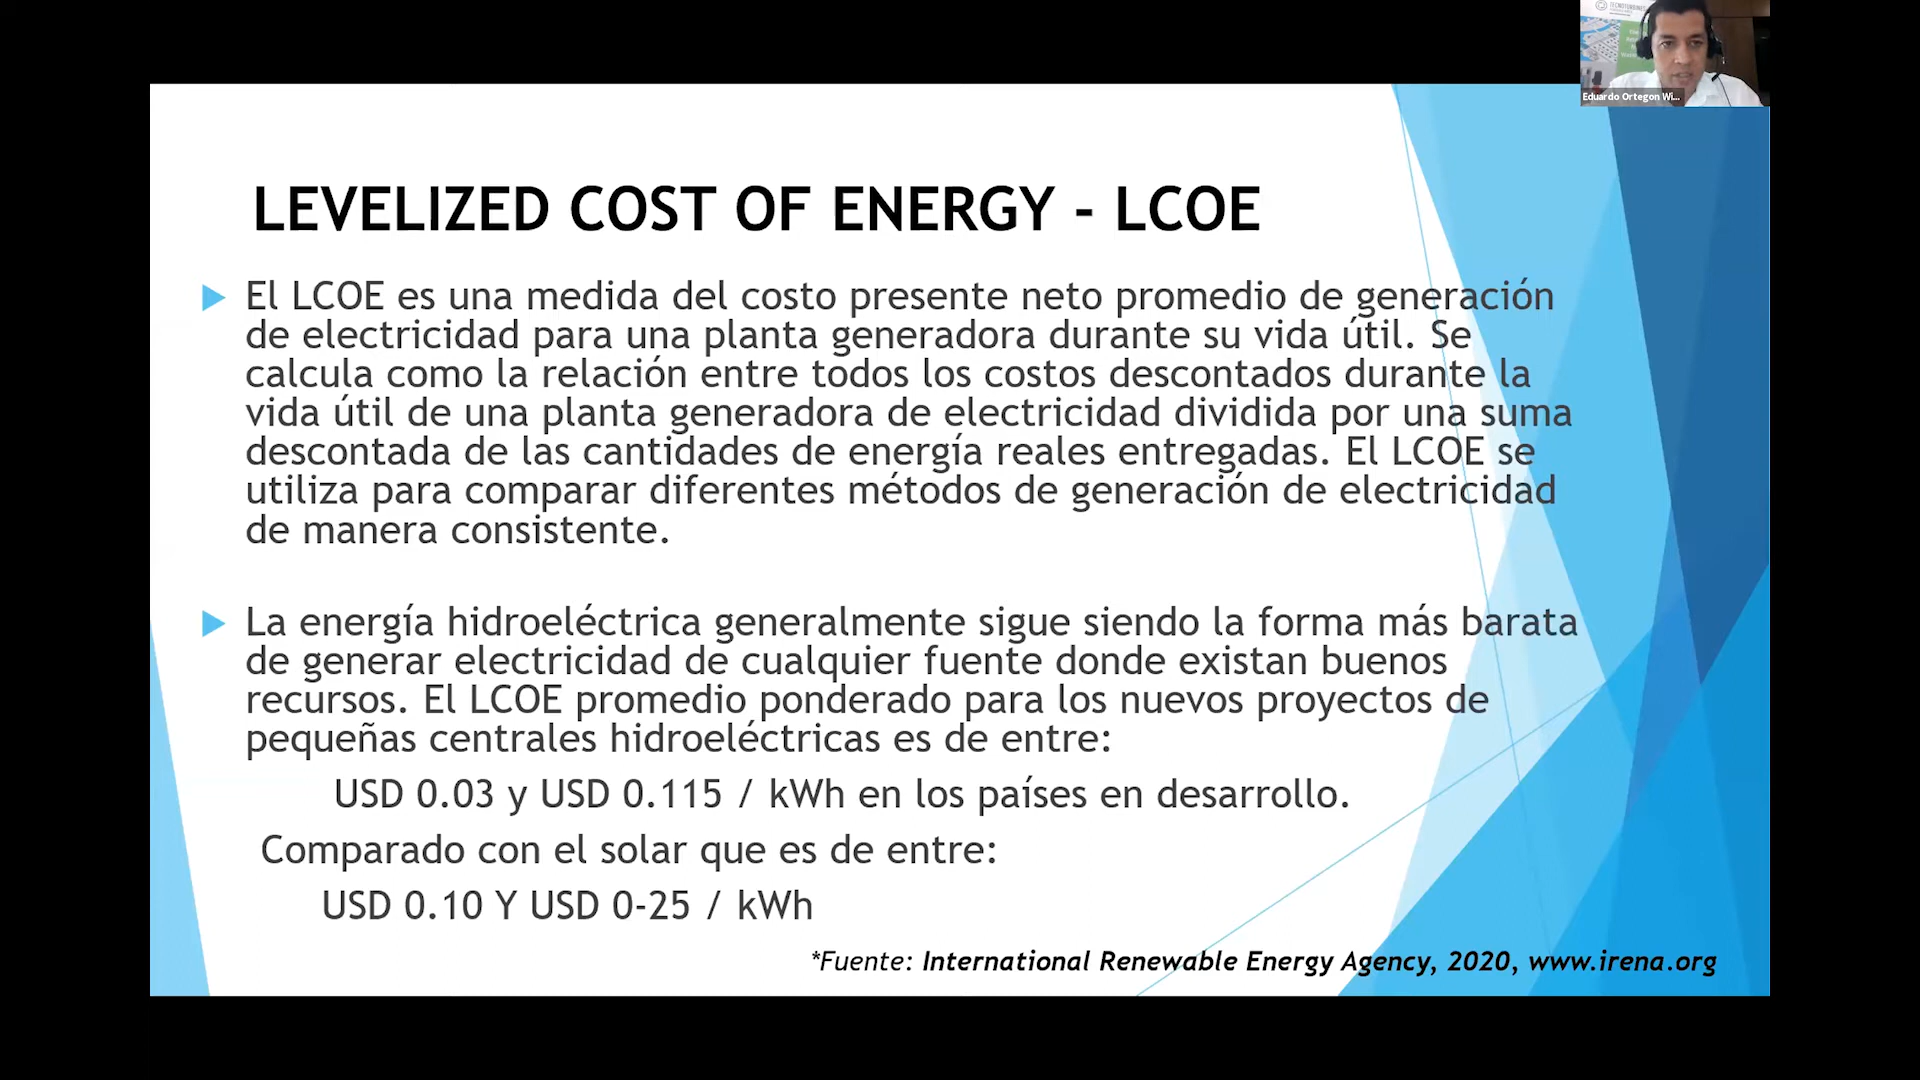 TECNOTURBINES
Eduardo Ortegon Wi...
LEVELIZED COST OF ENERGY - LCOE
El LCOE es una medida del costo presente neto promedio de generación
de electricidad para una planta generadora durante su vida útil. Se
calcula como la relación entre todos los costos descontados durante la
vida útil de una planta generadora de electricidad dividida por una suma
descontada de las cantidades de energía reales entregadas. El LCOE se
utiliza para comparar diferentes métodos de generación de electricidad
de manera consistente.
La energía hidroeléctrica generalmente sigue siendo la forma más barata
de generar electricidad de cualquier fuente donde existan buenos
recursos. El LCOE promedio ponderado para los nuevos proyectos de
pequeñas centrales hidroeléctricas es de entre:
USD 0.03 y USD 0.115 / kWh en los países en desarrollo.
Comparado con el solar que es de entre:
USD 0.10 Y USD 0-25 / kWh
*Fuente: International Renewable Energy Agency, 2020, www.irena.org